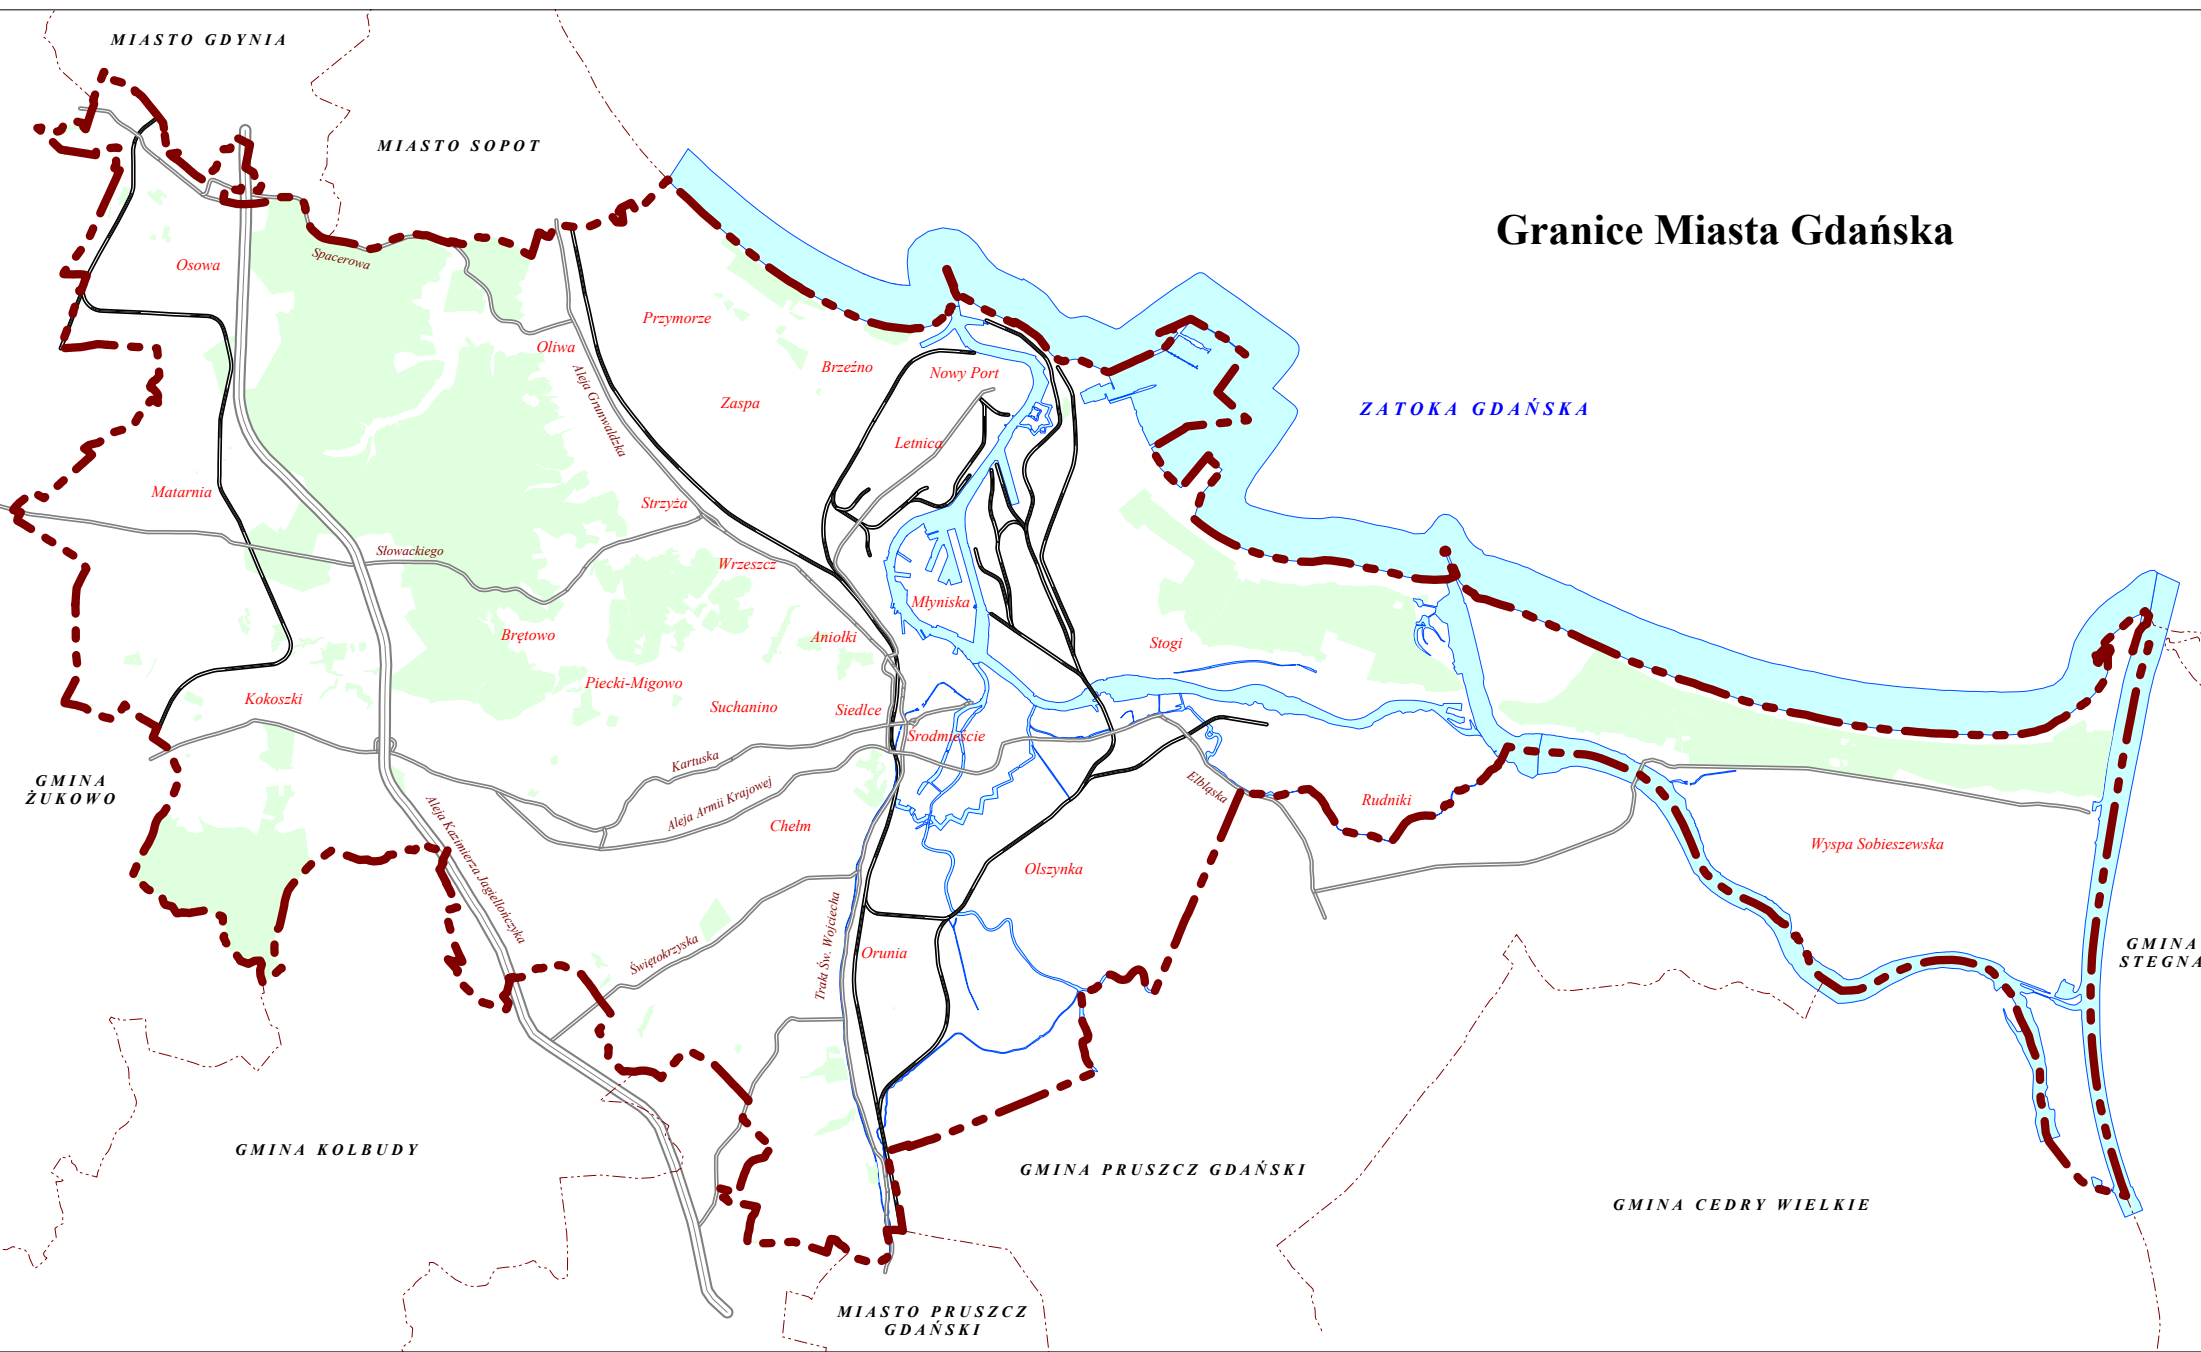 MIASTO GDYNIA
MIASTO SOPOT
Granice Miasta Gdańska
Osowa
Spacerowa
Przymorze
Oliwa
Brzeźno
Nowy Port
Aleja Grunwaldzka
Zaspa
ZATOKA GDAŃSKA
Letnica
Matarnia
Strzyża
Słowackiego
Wrzeszcz
Młyniska
Brętowo
Aniołki
Stogi
Piecki-Migowo
Kokoszki
Suchanino
Siedlce
Środmieście
Kartuska
GMINA
ŻUKOWO
Aleja Armii Krajowej
Elbląska
Rudniki
Aleja Kazimierza Jagiellończyka
Chełm
Wyspa Sobieszewska
Olszynka
Świętokrzyska
Trakt Św. Wojciecha
Orunia
GMINA
STEGNA
GMINA KOLBUDY
GMINA PRUSZCZ GDAŃSKI
GMINA CEDRY WIELKIE
MIASTO PRUSZCZ
GDAŃSKI